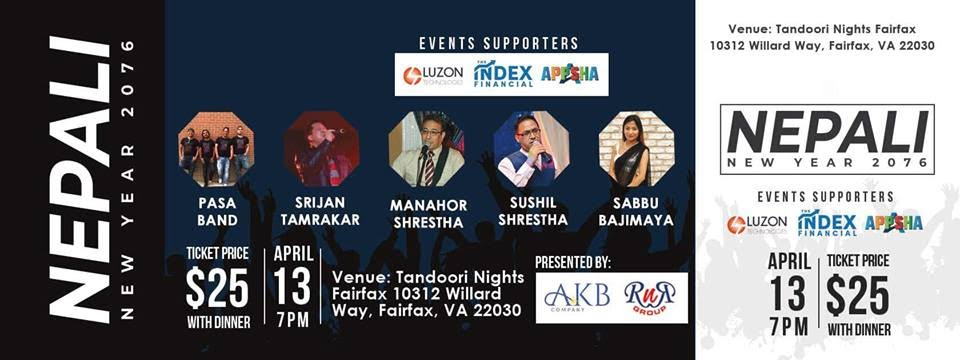 NEPALI
NEW YEAR 2076
EVENTS SUPPORTERS
LUZON
TECHNOLOGIES
THE
INDEX
FINANCIAL
APPSHA
PASA
BAND
SRIJAN
TAMRAKAR
MANAHOR
SHRESTHA
SUSHIL
SHRESTHA
SABBU
BAJIMAYA
TICKET PRICE
$25
WITH DINNER
APRIL
13
7PM
Venue: Tandoori Nights
Fairfax 10312 Willard
Way, Fairfax, VA 22030
PRESENTED BY:
AKB
COMPANY
RnR
GROUP
Venue: Tandoori Nights Fairfax
10312 Willard Way, Fairfax, VA 22030
NEPALI
NEW YEAR 2076
EVENTS SUPPORTERS
LUZON
TECHNOLOGIES
THE
INDEX
FINANCIAL
APPSHA
APRIL
13
7PM
TICKET PRICE
$25
WITH DINNER